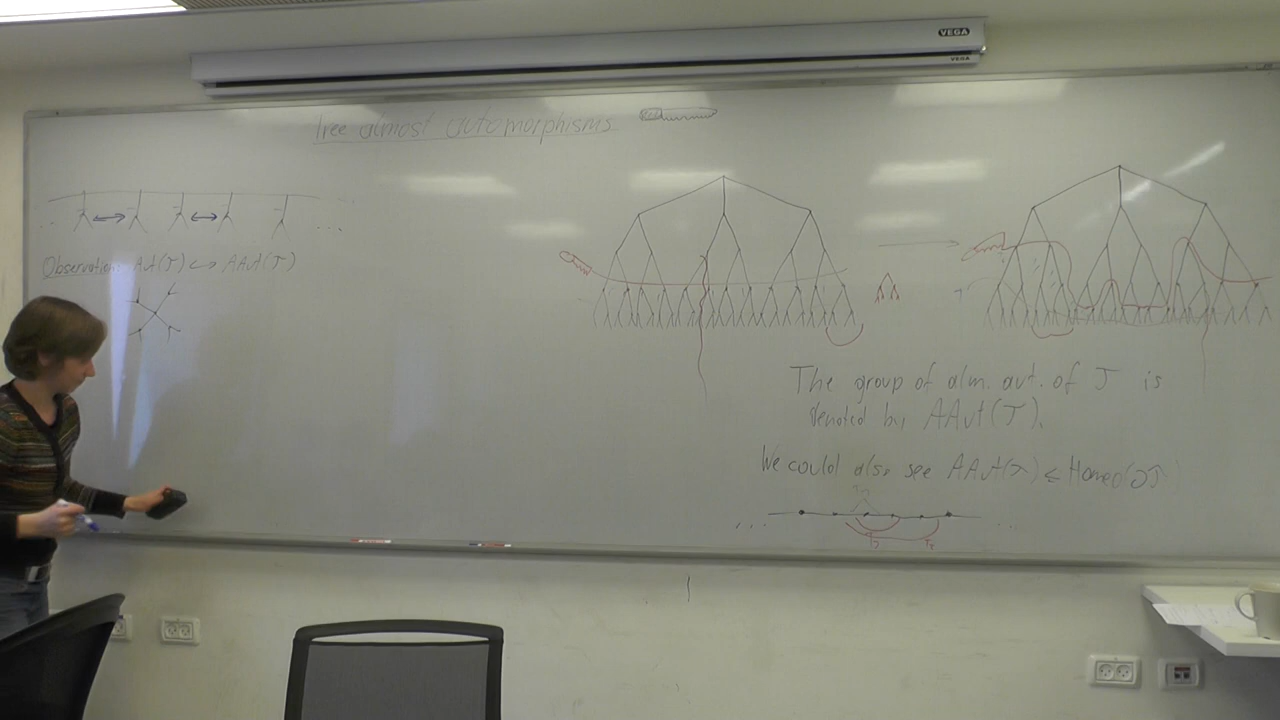 VEGA
VEGA
Tree almost automorphisms
Observation: Aut(T) ↔ AAut(T)
The group of alm. aut. of T is
denoted by AAut(T).
We could also see AAut(T) ≤ Homeo(∂T)